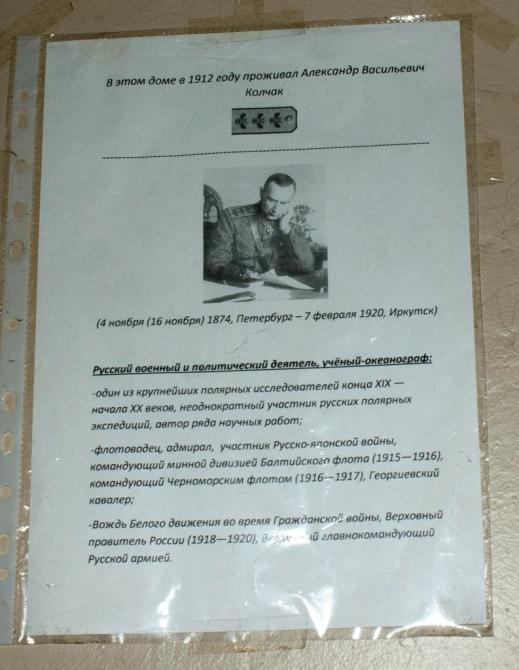 В этом доме в 1912 году проживал Александр Васильевич
Колчак
(4 ноября (16 ноября) 1874, Петербург – 7 февраля 1920, Иркутск)
Русский военный и политический деятель, учёный-океанограф:
-один из крупнейших полярных исследователей конца XIX —
начала XX веков, неоднократный участник русских полярных
экспедиций, автор ряда научных работ;
-флотоводец, адмирал, участник Русско-японской войны,
командующий минной дивизией Балтийского флота (1915—1916),
командующий Черноморским флотом (1916—1917), Георгиевский
кавалер;
-Вождь Белого движения во время Гражданской войны, Верховный
правитель России (1918—1920), главнокомандующий
Русской армией.